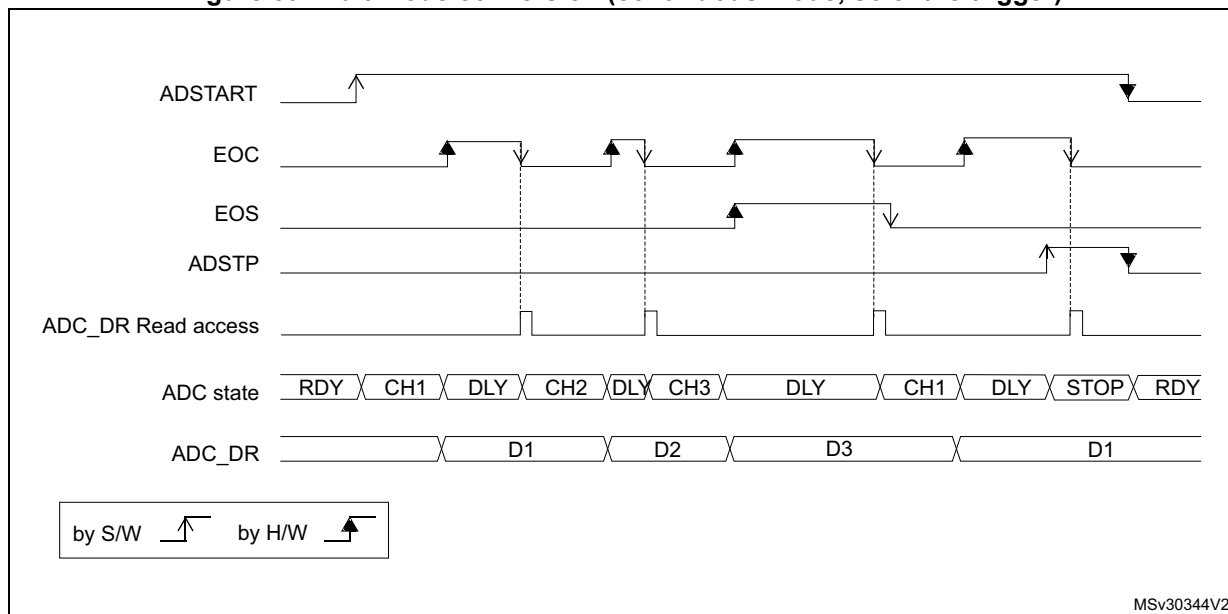 ADSTART
EOC
EOS
ADSTP
ADC_DR Read access
ADC state RDY CH1 DLY CH2 DLY CH3 DLY CH1 DLY STOP RDY
ADC_DR D1 D2 D3 D1
by S/W by H/W
MSv30344V2